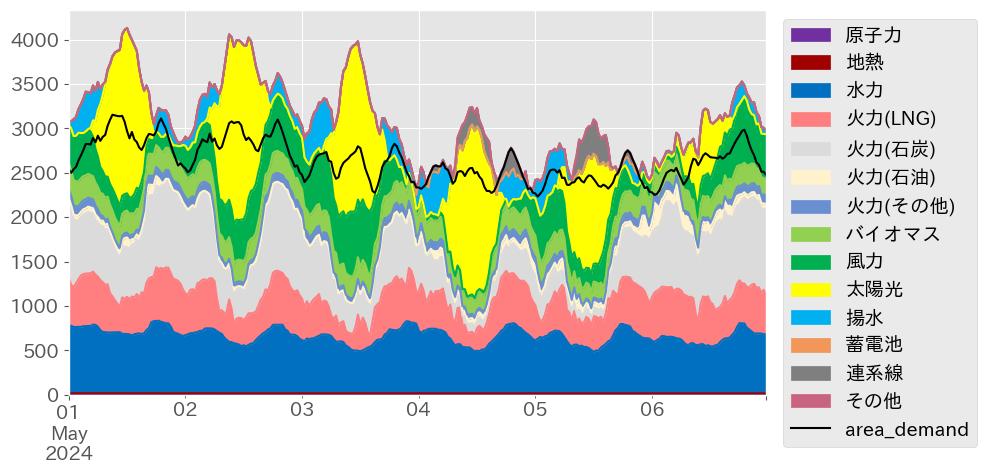 4000
3500
3000
2500
2000
1500
1000
500
0
01
02
03
04
05
06
May
2024
原子力
地熱
水力
火力(LNG)
火力(石炭)
火力(石油)
火力(その他)
バイオマス
風力
太陽光
揚水
蓄電池
連系線
その他
area_demand